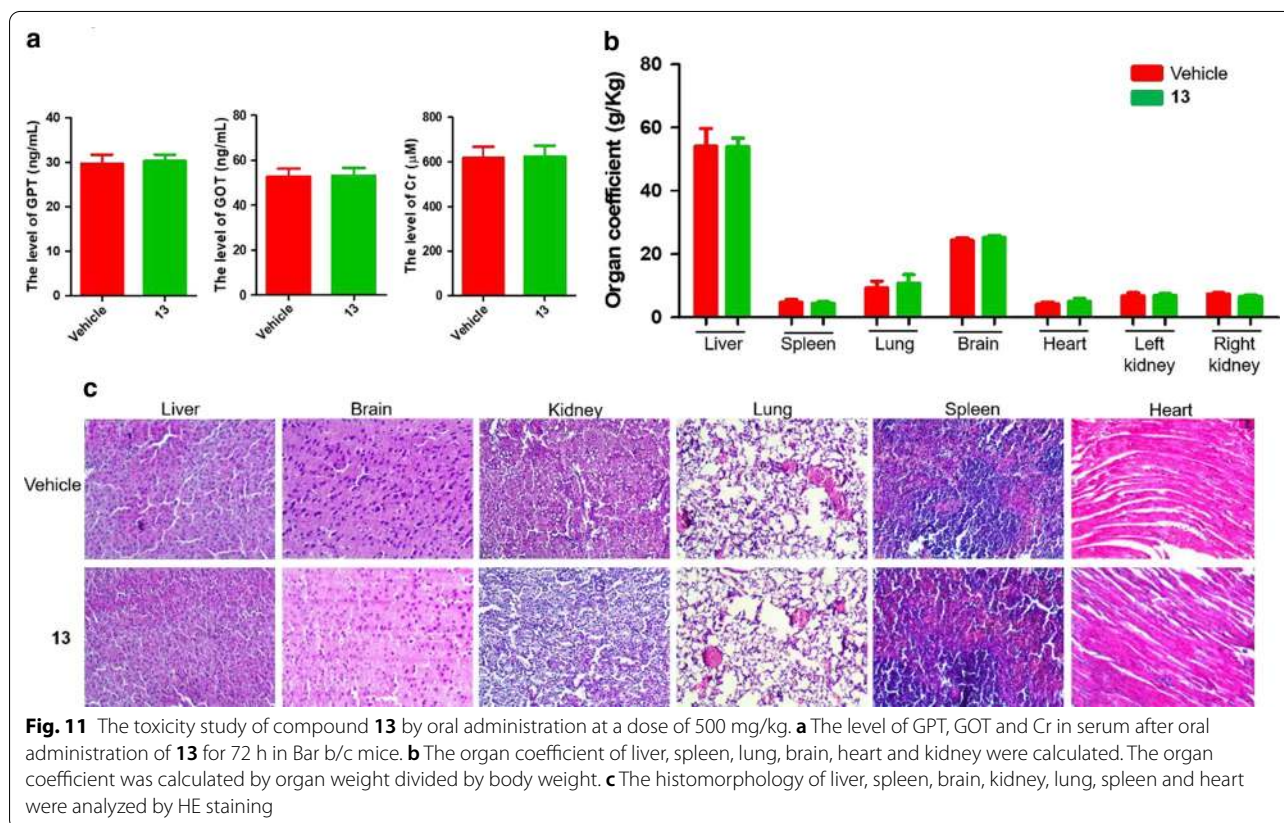 a
The level of GPT (ng/mL)
40
30
20
10
0
Vehicle
13
The level of GOT (ng/mL)
80
60
40
20
0
Vehicle
13
The level of Cr (μM)
800
600
400
200
0
Vehicle
13
b
Organ coefficient (g/Kg)
80
60
40
20
0
Vehicle
13
Liver
Spleen
Lung
Brain
Heart
Left
kidney
Right
kidney
c
Liver Brain Kidney Lung Spleen Heart
Vehicle
13
Fig. 11 The toxicity study of compound 13 by oral administration at a dose of 500 mg/kg. a The level of GPT, GOT and Cr in serum after oral
administration of 13 for 72 h in Bar b/c mice. b The organ coefficient of liver, spleen, lung, brain, heart and kidney were calculated. The organ
coefficient was calculated by organ weight divided by body weight. c The histomorphology of liver, spleen, brain, kidney, lung, spleen and heart
were analyzed by HE staining